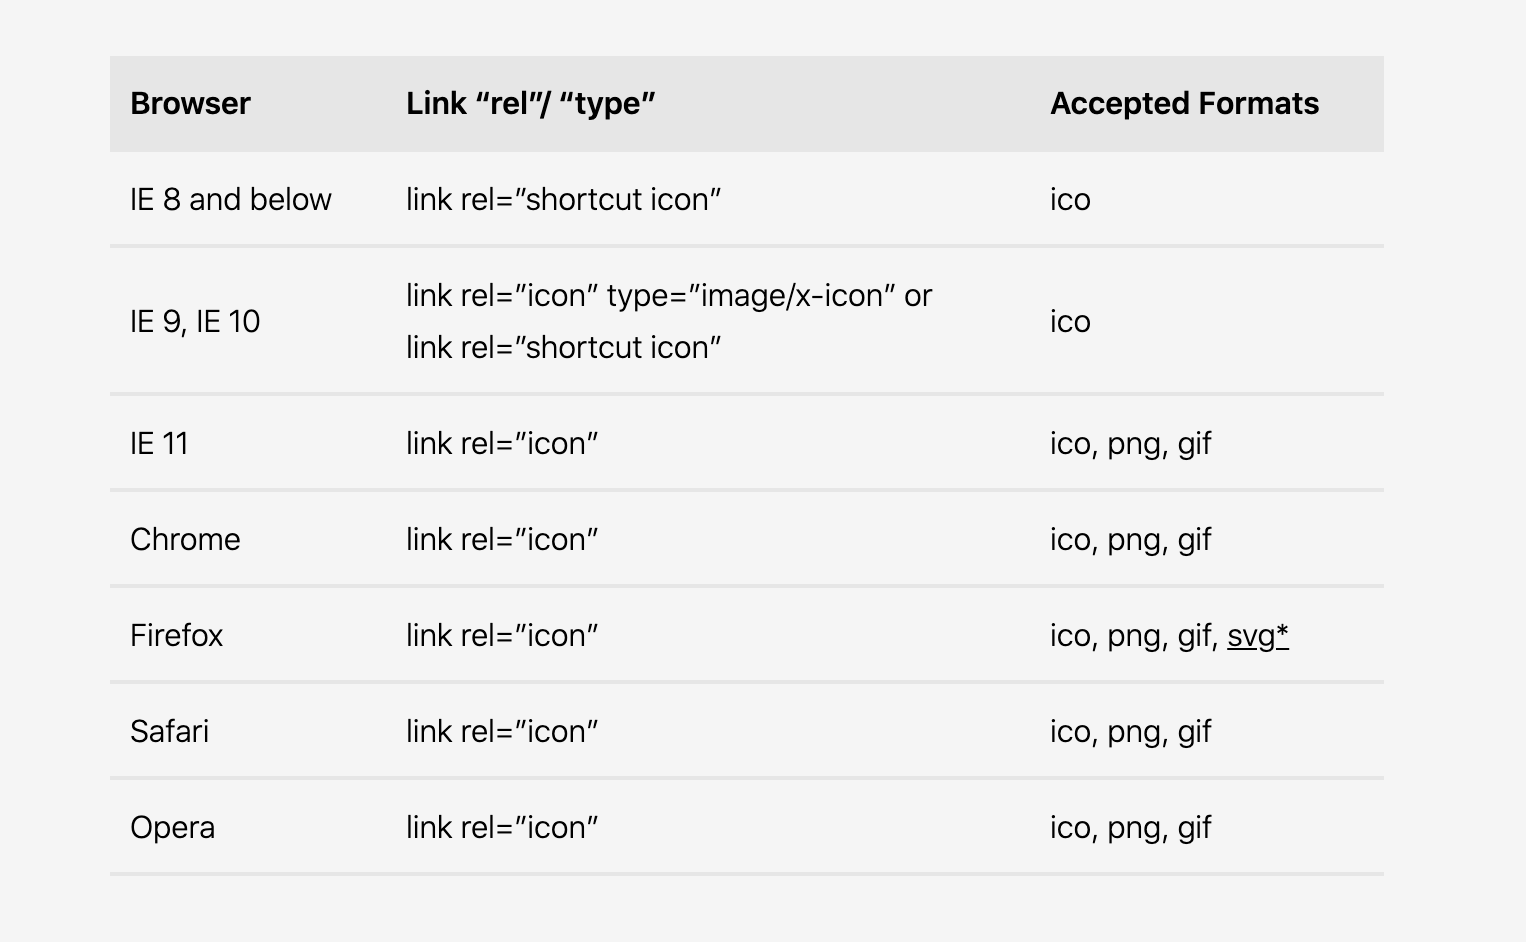 Browser Link “rel”/ “type” Accepted Formats
IE 8 and below link rel=”shortcut icon” ico
IE 9, IE 10 link rel=”icon” type=”image/x-icon” or
link rel=”shortcut icon” ico
IE 11 link rel=”icon” ico, png, gif
Chrome link rel=”icon” ico, png, gif
Firefox link rel=”icon” ico, png, gif, svg*
Safari link rel=”icon” ico, png, gif
Opera link rel=”icon” ico, png, gif